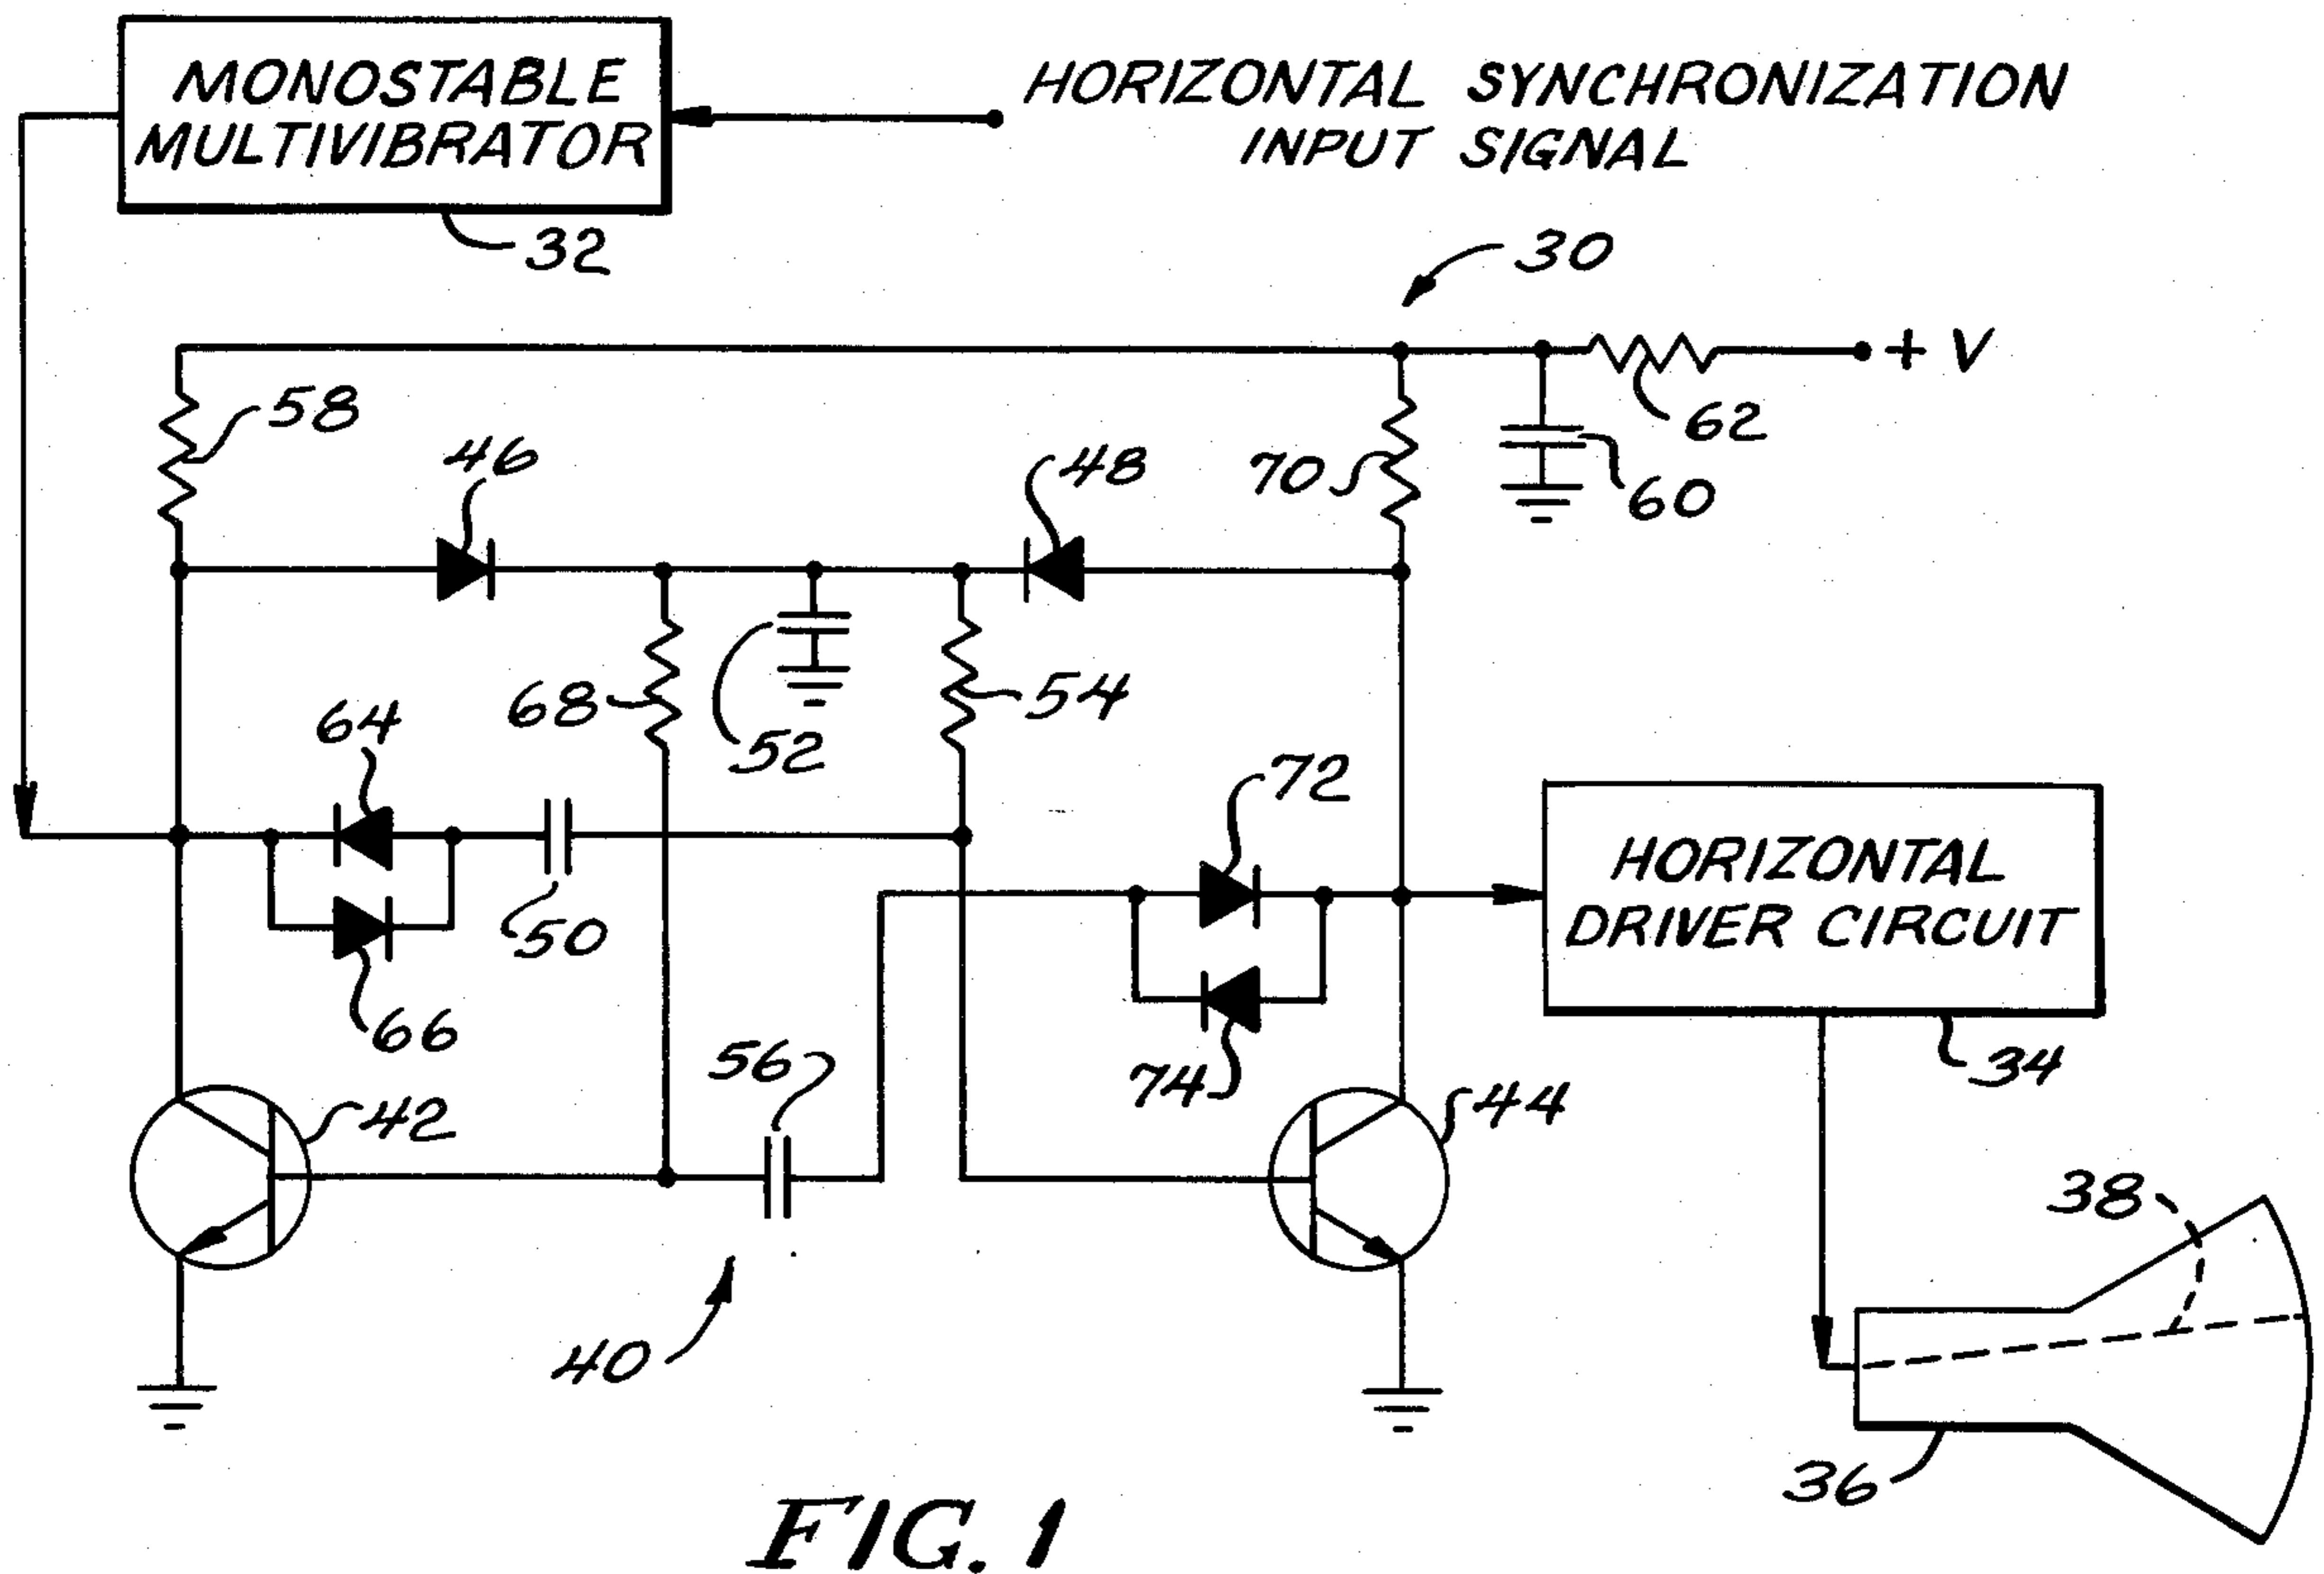 MONOSTABLE
MULTIVIBRATOR
HORIZONTAL SYNCHRONIZATION
INPUT SIGNAL
32
30
+ V
58
62
46
48
70
60
68
54
64
52
72
HORIZONTAL
DRIVER CIRCUIT
50
66
56
74
34
42
44
38
40
36
FIG. 1